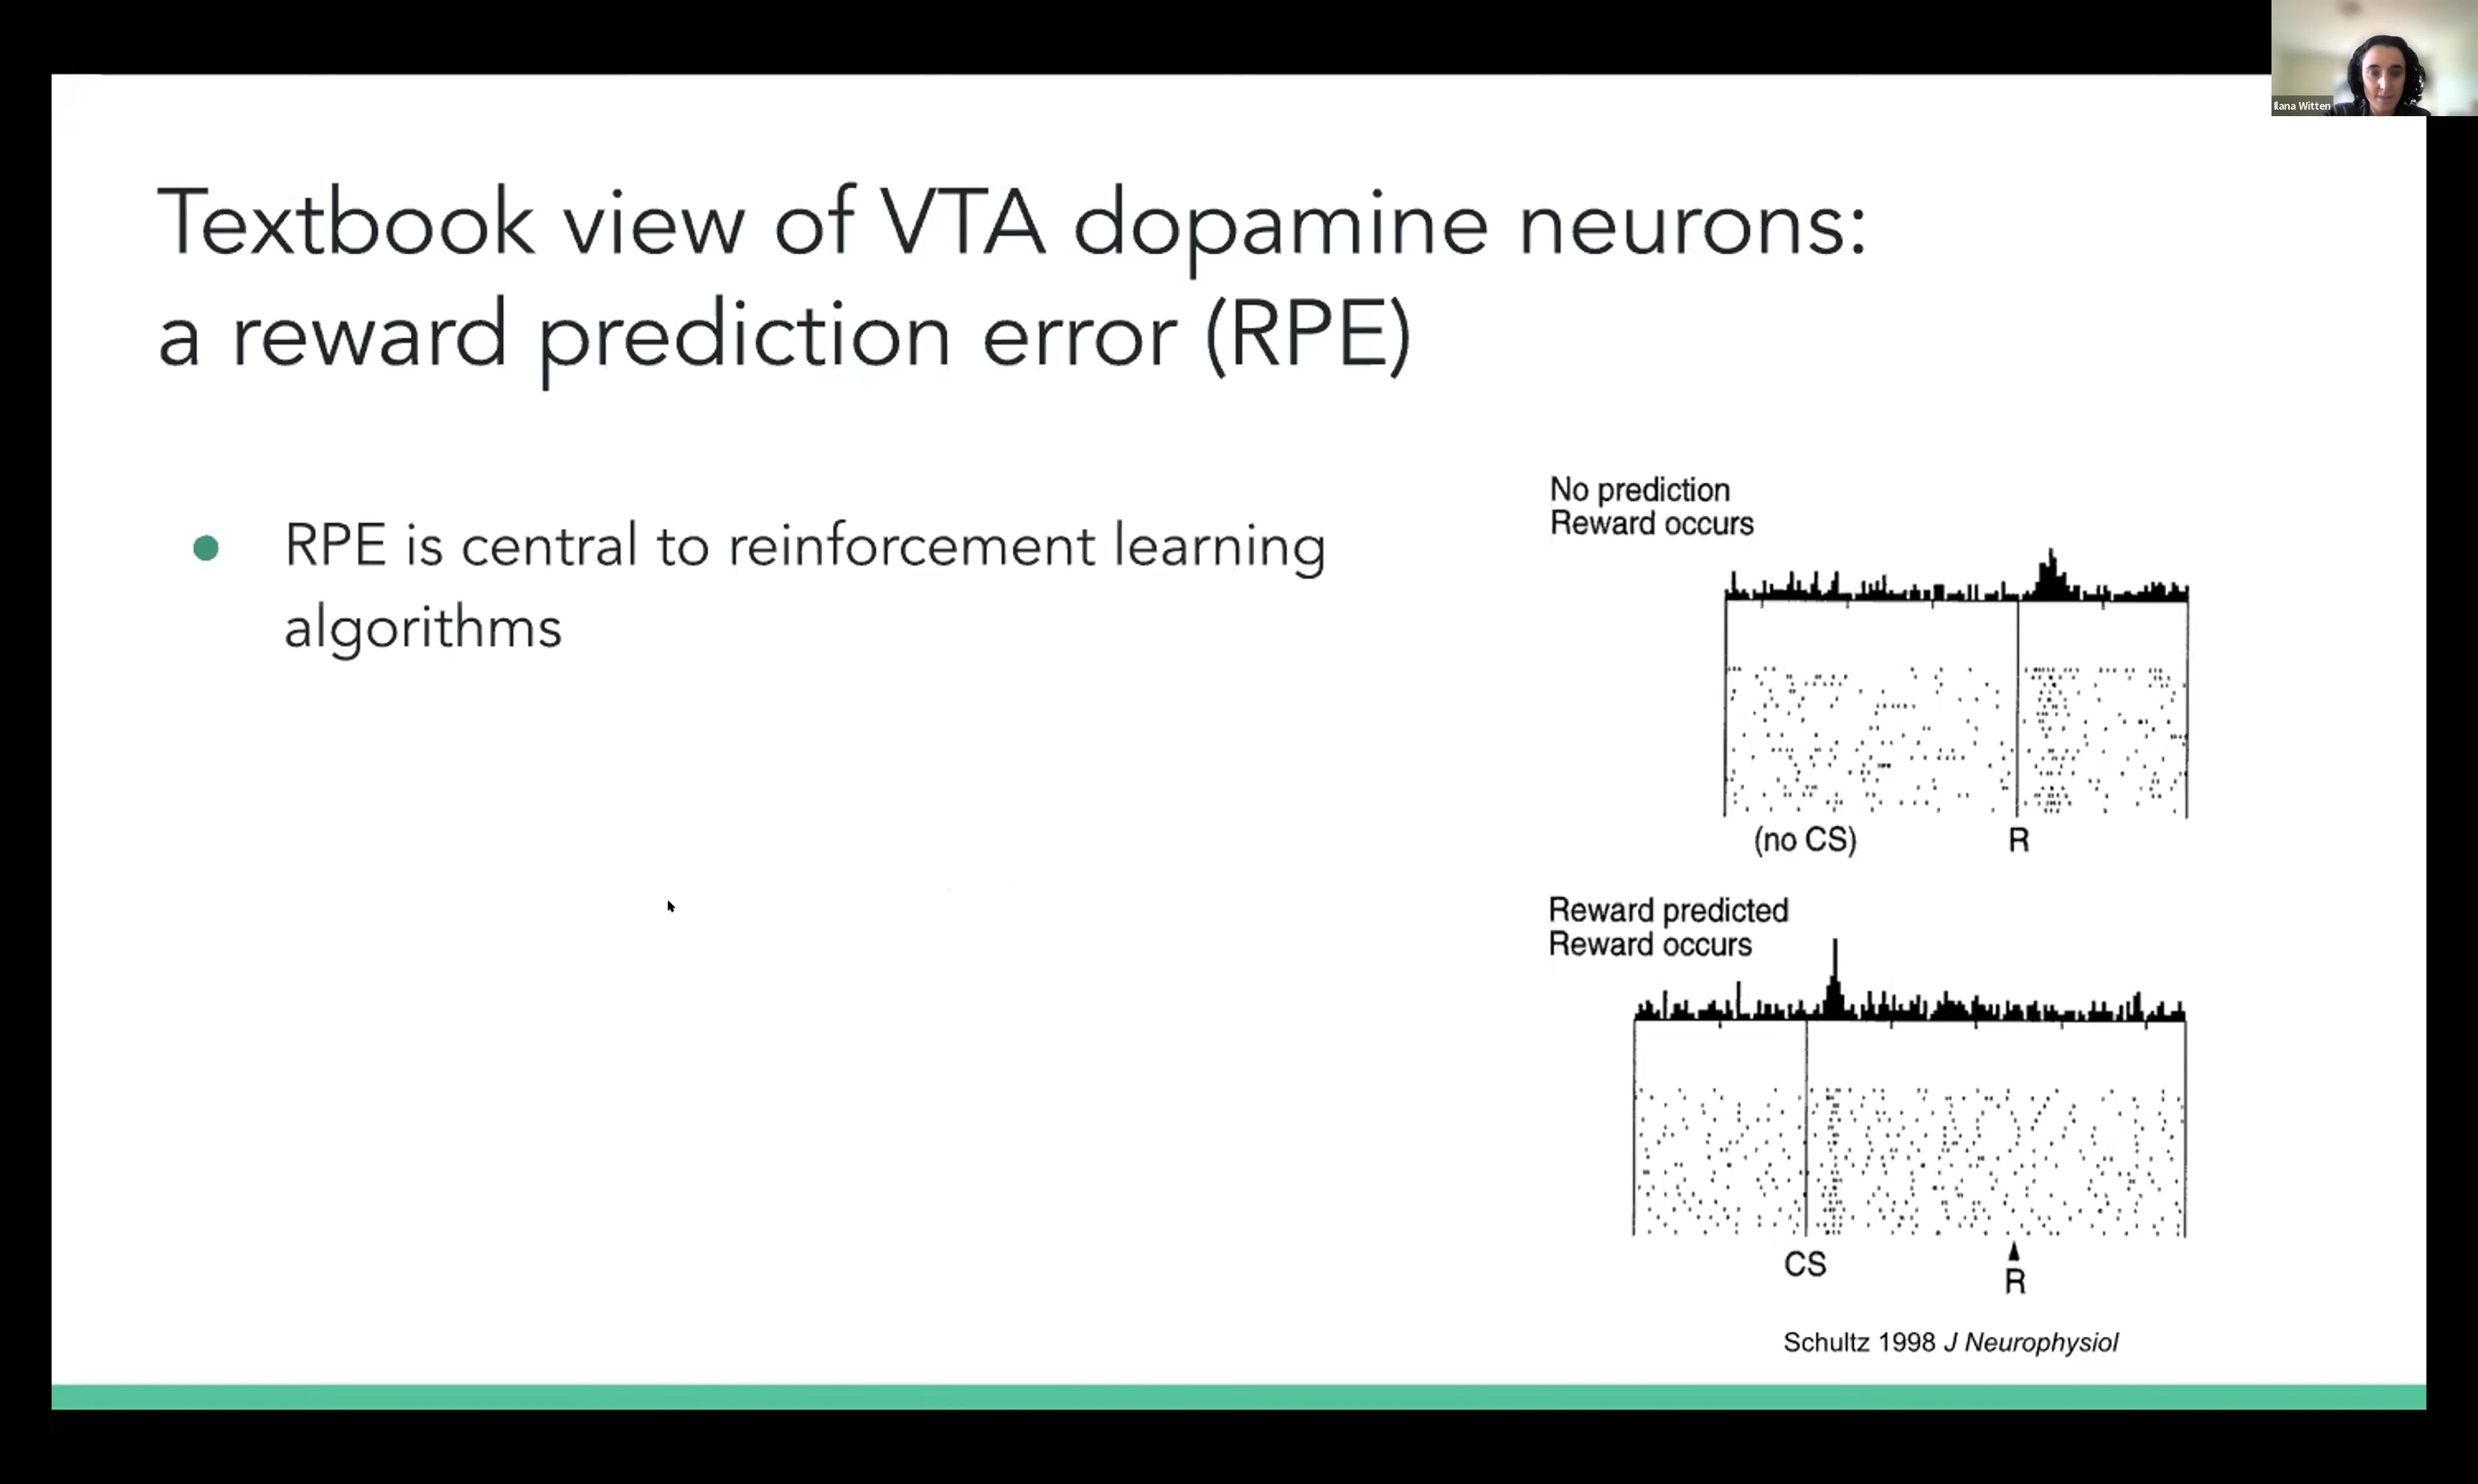 Ilana Witten
Textbook view of VTA dopamine neurons:
a reward prediction error (RPE)
RPE is central to reinforcement learning
algorithms
No prediction
Reward occurs
(no CS)
R
Reward predicted
Reward occurs
CS
R
Schultz 1998 J Neurophysiol